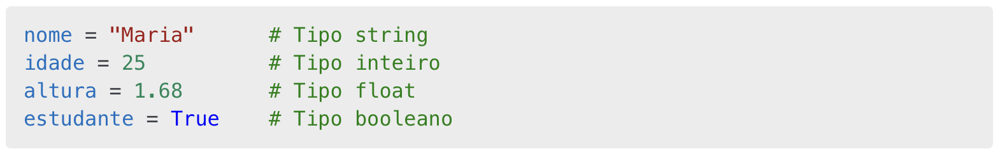 nome = "Maria"      # Tipo string
idade = 25          # Tipo inteiro
altura = 1.68       # Tipo float
estudante = True    # Tipo booleano